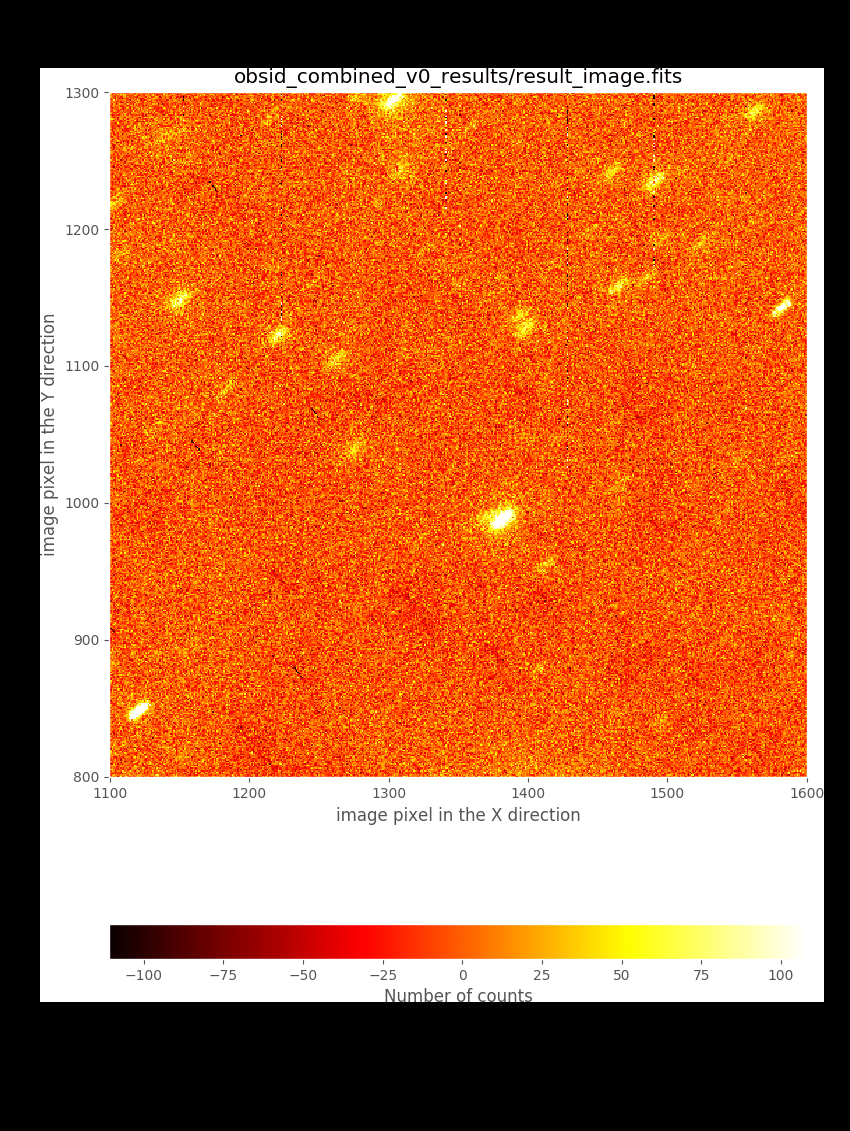 obsid_combined_v0_results/result_image.fits
1300
1200
1100
1000
900
800
image pixel in the Y direction
1100 1200 1300 1400 1500 1600
image pixel in the X direction
−100 −75 −50 −25 0 25 50 75 100
Number of counts